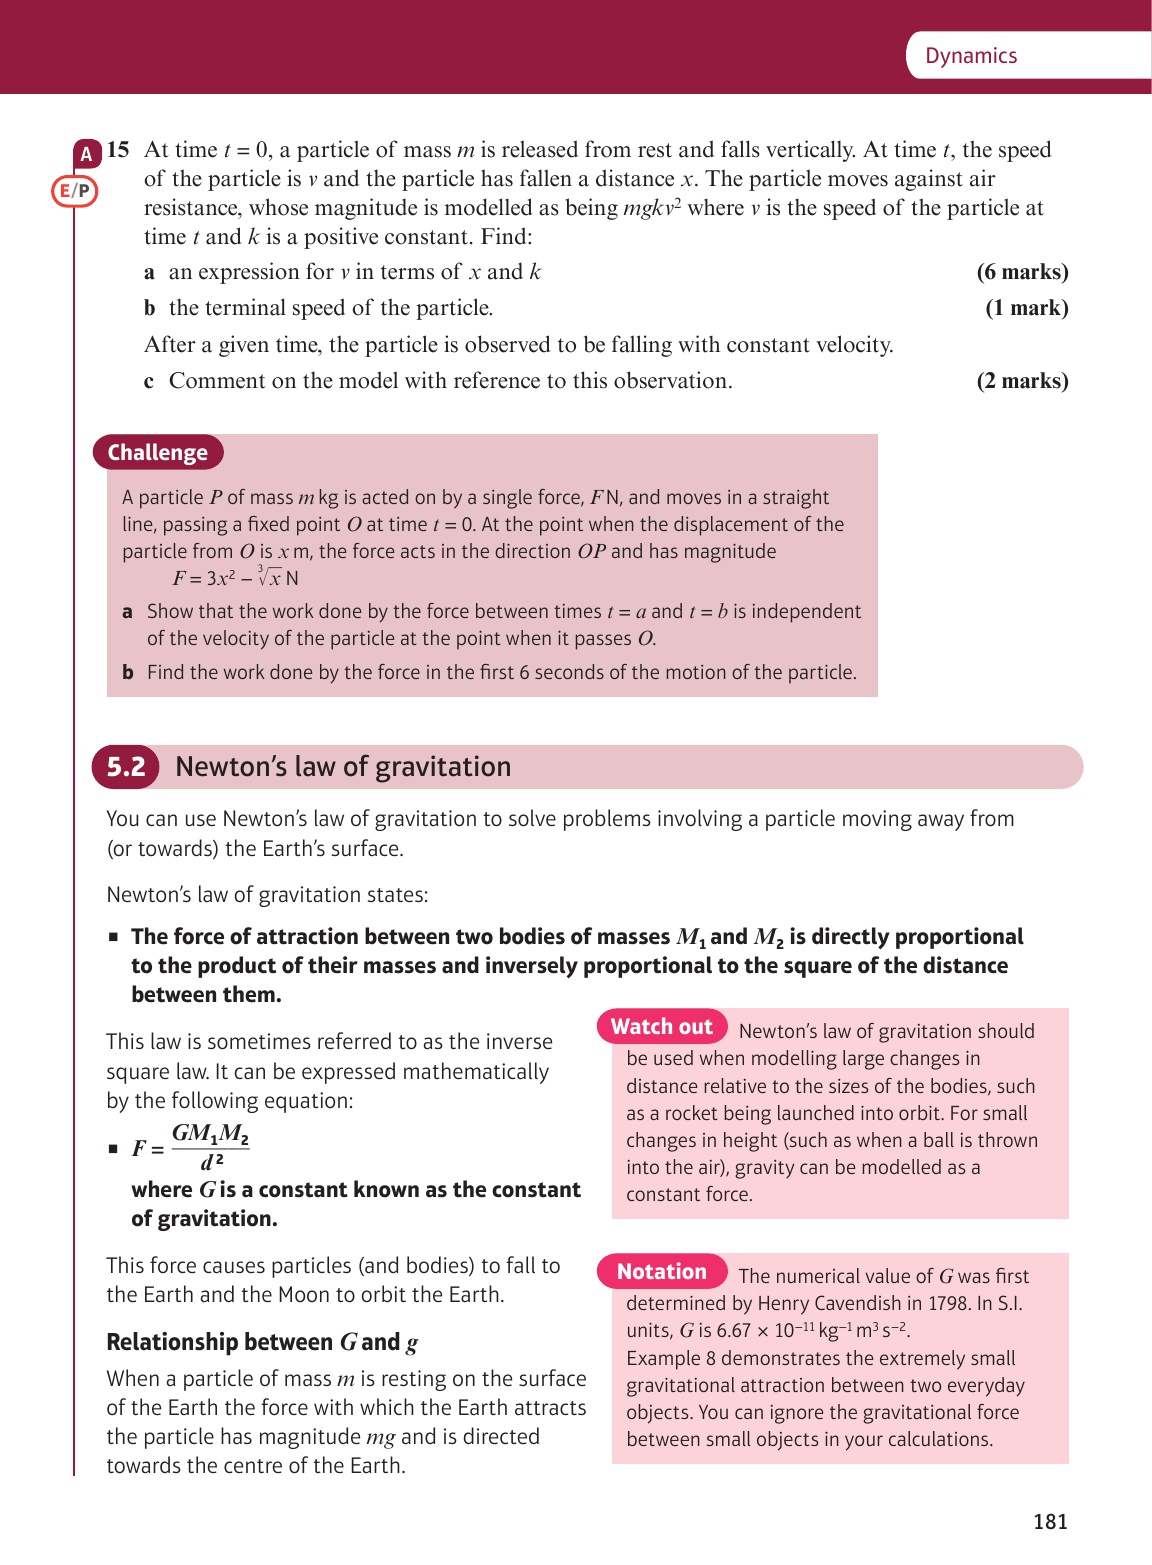 Dynamics
A
E/P
15 At time t = 0, a particle of mass m is released from rest and falls vertically. At time t, the speed
of the particle is v and the particle has fallen a distance x. The particle moves against air
resistance, whose magnitude is modelled as being mgkv² where v is the speed of the particle at
time t and k is a positive constant. Find:
a an expression for v in terms of x and k (6 marks)
b the terminal speed of the particle. (1 mark)
After a given time, the particle is observed to be falling with constant velocity.
c Comment on the model with reference to this observation. (2 marks)
Challenge
A particle P of mass m kg is acted on by a single force, F N, and moves in a straight
line, passing a fixed point O at time t = 0. At the point when the displacement of the
particle from O is x m, the force acts in the direction OP and has magnitude
F = 3x² − ∛x N
a Show that the work done by the force between times t = a and t = b is independent
of the velocity of the particle at the point when it passes O.
b Find the work done by the force in the first 6 seconds of the motion of the particle.
5.2 Newton's law of gravitation
You can use Newton's law of gravitation to solve problems involving a particle moving away from
(or towards) the Earth's surface.
Newton's law of gravitation states:
▪ The force of attraction between two bodies of masses M₁ and M₂ is directly proportional
to the product of their masses and inversely proportional to the square of the distance
between them.
This law is sometimes referred to as the inverse
square law. It can be expressed mathematically
by the following equation:
▪ F = GM₁M₂/d²
where G is a constant known as the constant
of gravitation.
This force causes particles (and bodies) to fall to
the Earth and the Moon to orbit the Earth.
Relationship between G and g
When a particle of mass m is resting on the surface
of the Earth the force with which the Earth attracts
the particle has magnitude mg and is directed
towards the centre of the Earth.
Watch out Newton's law of gravitation should
be used when modelling large changes in
distance relative to the sizes of the bodies, such
as a rocket being launched into orbit. For small
changes in height (such as when a ball is thrown
into the air), gravity can be modelled as a
constant force.
Notation The numerical value of G was first
determined by Henry Cavendish in 1798. In S.I.
units, G is 6.67 × 10⁻¹¹ kg⁻¹ m³ s⁻².
Example 8 demonstrates the extremely small
gravitational attraction between two everyday
objects. You can ignore the gravitational force
between small objects in your calculations.
181